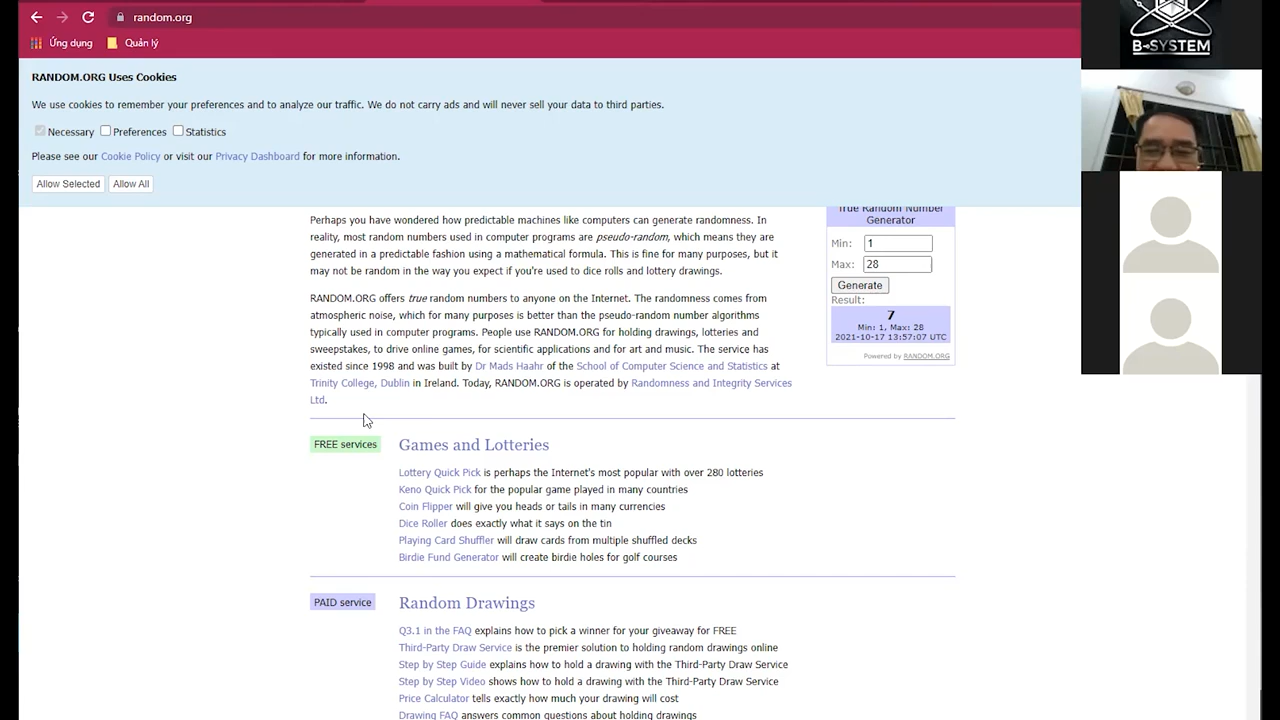 random.org
Ứng dụng
Quản lý
B-SYSTEM
RANDOM.ORG Uses Cookies
We use cookies to remember your preferences and to analyze our traffic. We do not carry ads and will never sell your data to third parties.
Necessary Preferences Statistics
Please see our Cookie Policy or visit our Privacy Dashboard for more information.
Allow Selected Allow All
Perhaps you have wondered how predictable machines like computers can generate randomness. In
reality, most random numbers used in computer programs are pseudo-random, which means they are
generated in a predictable fashion using a mathematical formula. This is fine for many purposes, but it
may not be random in the way you expect if you're used to dice rolls and lottery drawings.
RANDOM.ORG offers true random numbers to anyone on the Internet. The randomness comes from
atmospheric noise, which for many purposes is better than the pseudo-random number algorithms
typically used in computer programs. People use RANDOM.ORG for holding drawings, lotteries and
sweepstakes, to drive online games, for scientific applications and for art and music. The service has
existed since 1998 and was built by Dr Mads Haahr of the School of Computer Science and Statistics at
Trinity College, Dublin in Ireland. Today, RANDOM.ORG is operated by Randomness and Integrity Services
Ltd.
True Random Number
Generator
Min: 1
Max: 28
Generate
Result:
7
Min: 1, Max: 28
2021-10-17 13:57:07 UTC
Powered by RANDOM.ORG
FREE services
Games and Lotteries
Lottery Quick Pick is perhaps the Internet's most popular with over 280 lotteries
Keno Quick Pick for the popular game played in many countries
Coin Flipper will give you heads or tails in many currencies
Dice Roller does exactly what it says on the tin
Playing Card Shuffler will draw cards from multiple shuffled decks
Birdie Fund Generator will create birdie holes for golf courses
PAID service
Random Drawings
Q3.1 in the FAQ explains how to pick a winner for your giveaway for FREE
Third-Party Draw Service is the premier solution to holding random drawings online
Step by Step Guide explains how to hold a drawing with the Third-Party Draw Service
Step by Step Video shows how to hold a drawing with the Third-Party Draw Service
Price Calculator tells exactly how much your drawing will cost
Drawing FAQ answers common questions about holding drawings